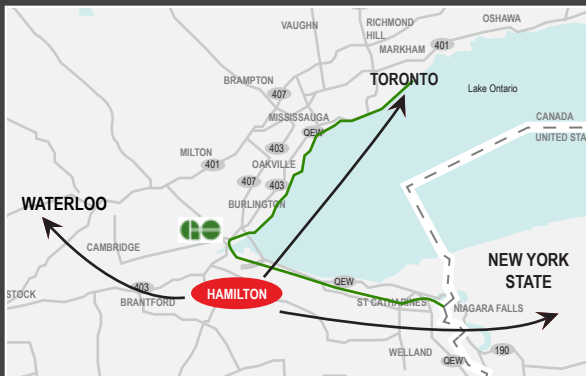 OSHAWA
RICHMOND
HILL
VAUGHN
MARKHAM
401
BRAMPTON
TORONTO
Lake Ontario
407
MISSISSAUGA
CANADA
QEW
UNITED STA
403
MILTON
401
OAKVILLE
407
403
WATERLOO
BURLINGTON
GO
CAMBRIDGE
NEW YORK
STATE
QEW
403
HAMILTON
STOCK
BRANTFORD
ST CATHARINES
NIAGARA FALLS
WELLAND
190
QEW